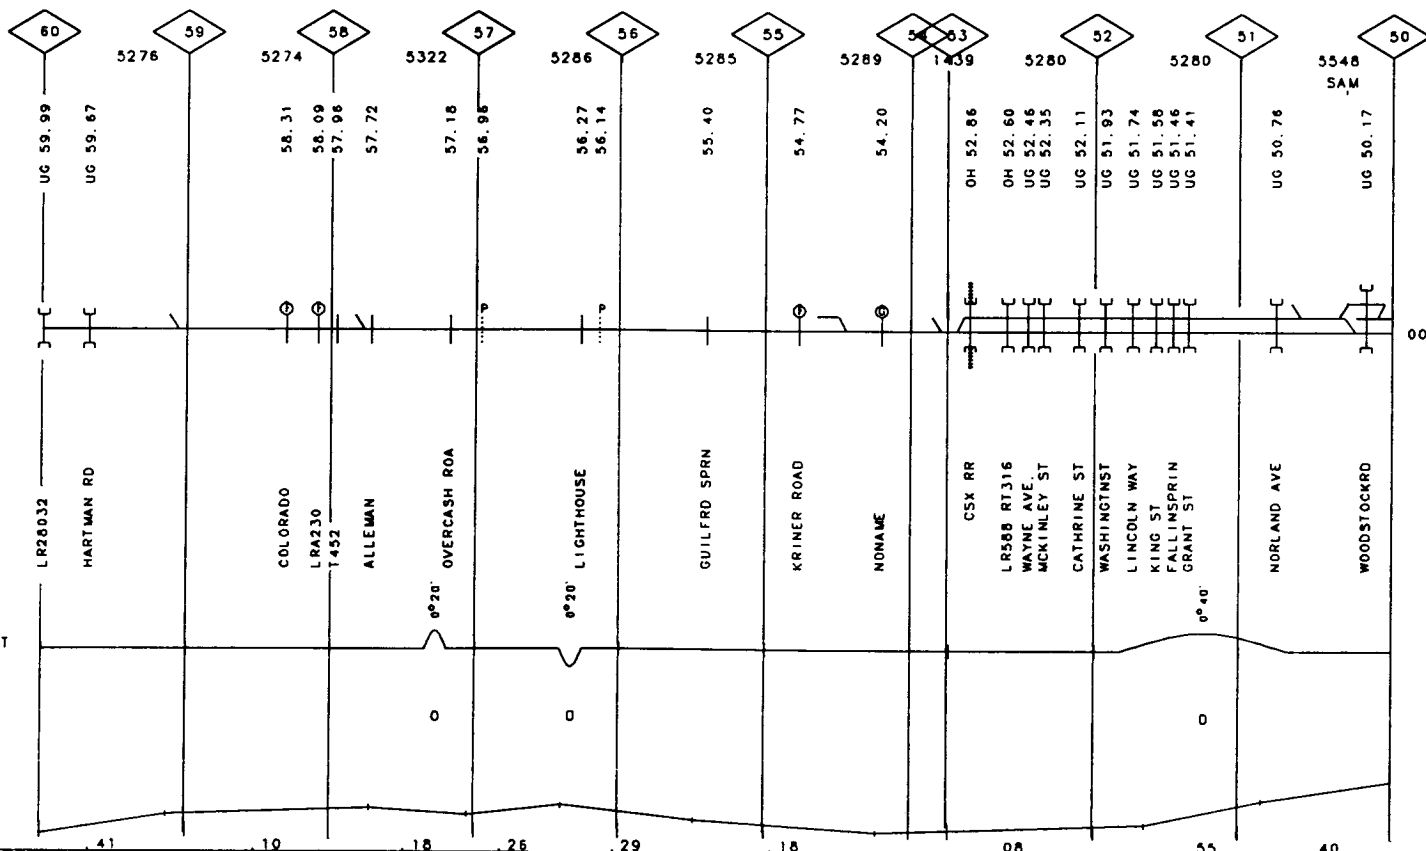 60 59 58 57 56 55 54 53 52 51 50
5276 5274 5322 5286 5285 5289 1439 5280 5280 5548
SAM
UG 59.99
UG 59.67
58.31
58.09
57.96
57.72
57.18
56.96
56.27
56.14
55.40
54.77
54.20
OH 52.86
OH 52.60
UG 52.46
UG 52.35
UG 52.11
UG 51.93
UG 51.74
UG 51.58
UG 51.46
UG 51.41
UG 50.76
UG 50.17
P P
00
LR28032
HARTMAN RD
COLORADO
LRA230
T452
ALLEMAN
OVERCASH ROA
LIGHTHOUSE
GUILFRD SPRN
KRINER ROAD
NONAME
CSX RR
LR588 RT316
WAYNE AVE.
MCKINLEY ST
CATHRINE ST
WASHINGTNST
LINCOLN WAY
KING ST
FALLINSPRIN
GRANT ST
NORLAND AVE
WOODSTOCKRD
0°20' 0°20' 0°40'
T
0 0 0
.41 .10 .18 .26 .29 .18 08 55 40